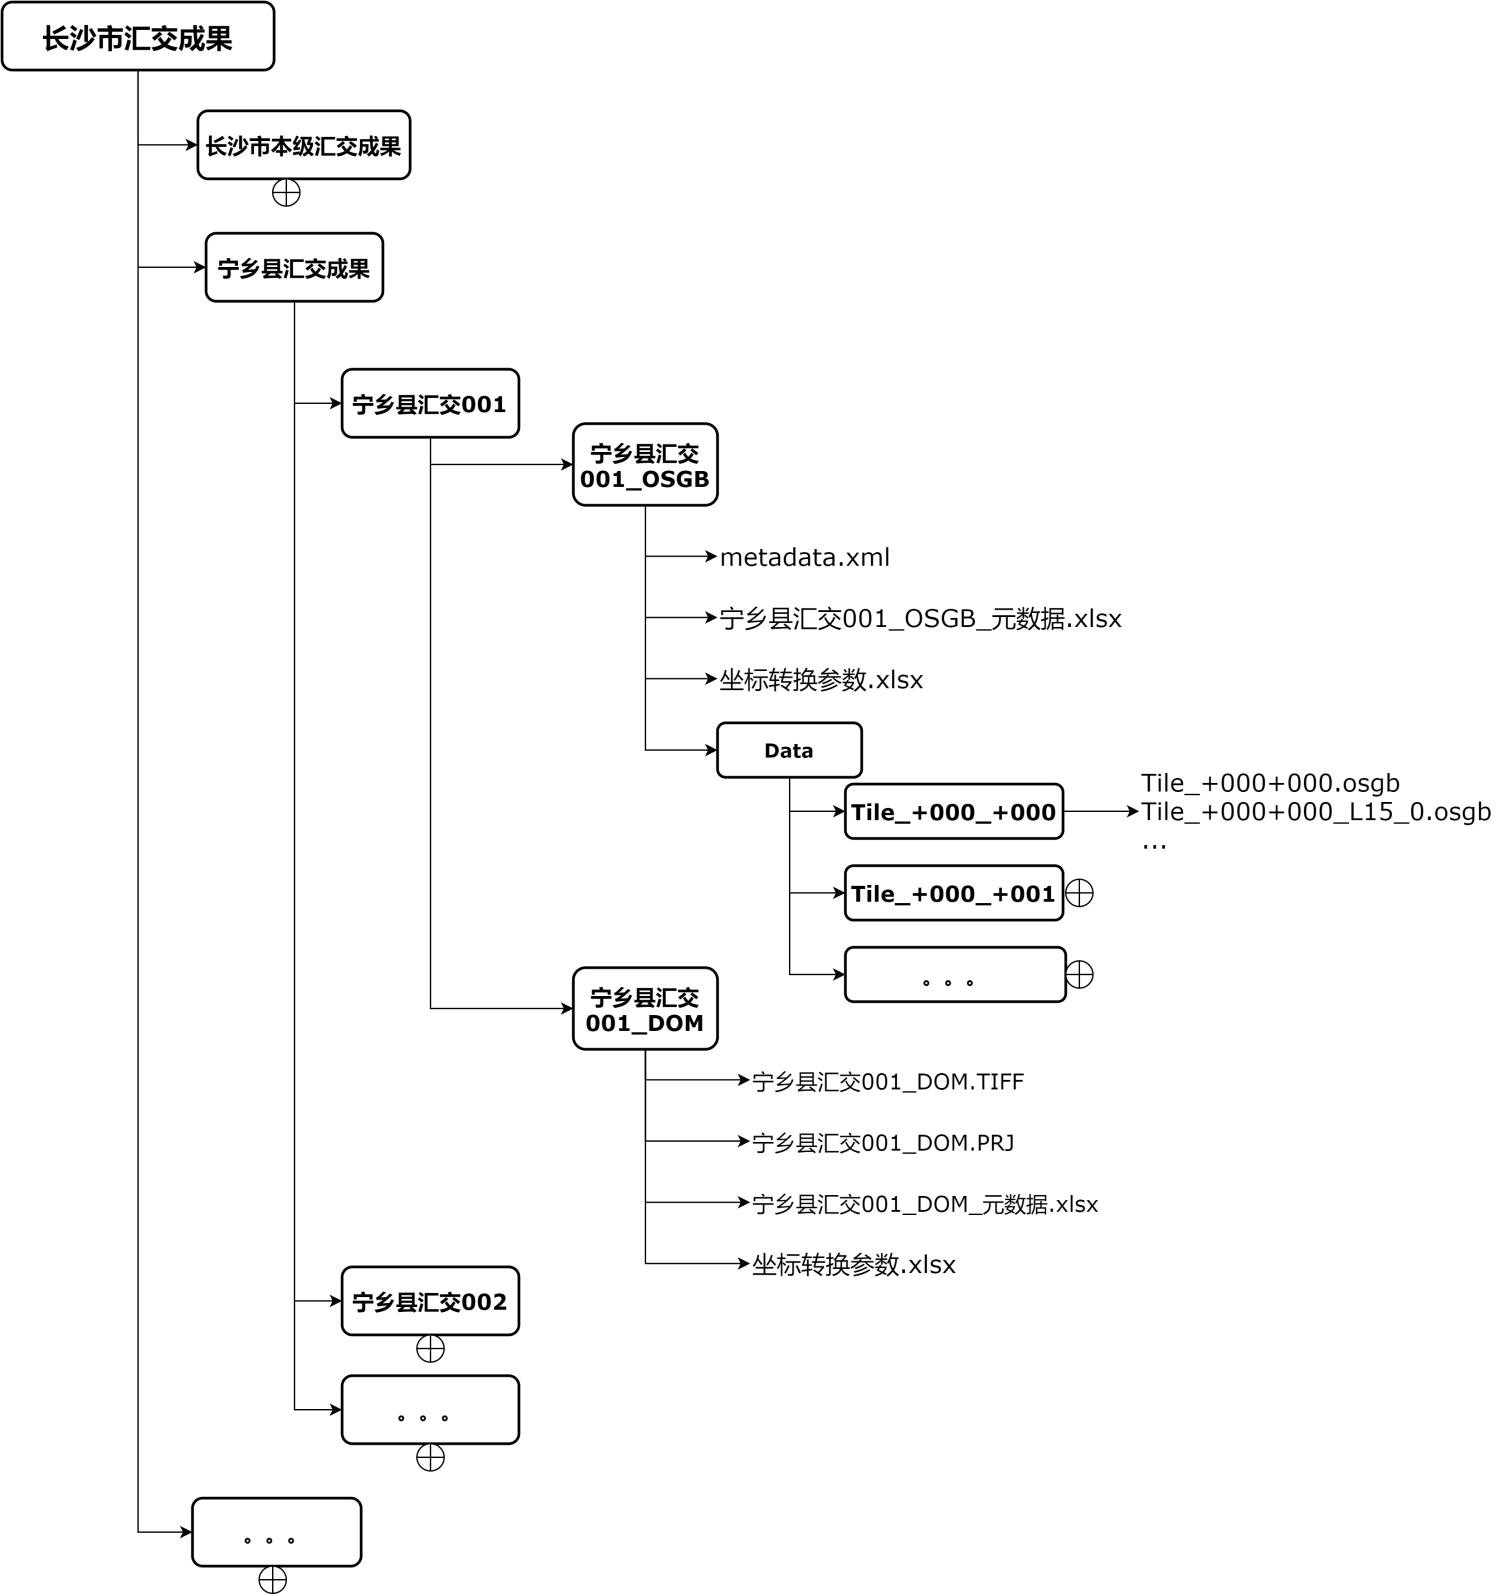 长沙市汇交成果
长沙市本级汇交成果
宁乡县汇交成果
宁乡县汇交001
宁乡县汇交
001_OSGB
metadata.xml
宁乡县汇交001_OSGB_元数据.xlsx
坐标转换参数.xlsx
Data
Tile_+000_+000
Tile_+000+000.osgb
Tile_+000+000_L15_0.osgb
...
Tile_+000_+001
。。。
宁乡县汇交
001_DOM
宁乡县汇交001_DOM.TIFF
宁乡县汇交001_DOM.PRJ
宁乡县汇交001_DOM_元数据.xlsx
坐标转换参数.xlsx
宁乡县汇交002
。。。
。。。